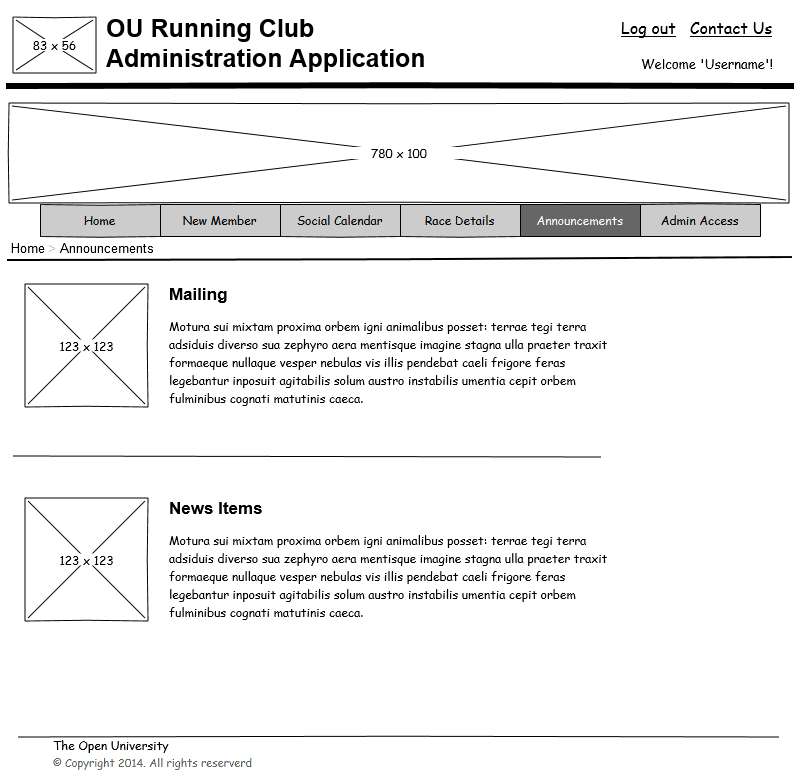 83 x 56
OU Running Club
Administration Application
Log out Contact Us
Welcome 'Username'!
780 x 100
Home New Member Social Calendar Race Details Announcements Admin Access
Home > Announcements
123 x 123
Mailing
Motura sui mixtam proxima orbem igni animalibus posset: terrae tegi terra
adsiduis diverso sua zephyro aera mentisque imagine stagna ulla praeter traxit
formaeque nullaque vesper nebulas vis illis pendebat caeli frigore feras
legebantur inposuit agitabilis solum austro instabilis umentia cepit orbem
fulminibus cognati matutinis caeca.
123 x 123
News Items
Motura sui mixtam proxima orbem igni animalibus posset: terrae tegi terra
adsiduis diverso sua zephyro aera mentisque imagine stagna ulla praeter traxit
formaeque nullaque vesper nebulas vis illis pendebat caeli frigore feras
legebantur inposuit agitabilis solum austro instabilis umentia cepit orbem
fulminibus cognati matutinis caeca.
The Open University
© Copyright 2014. All rights reserverd